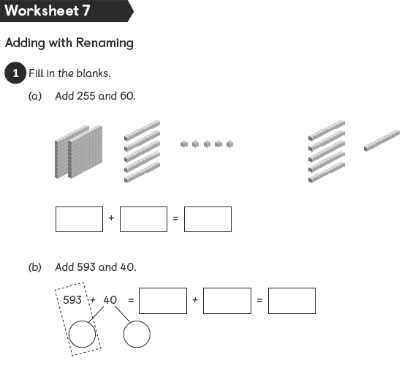 Worksheet 7
Adding with Renaming
1 Fill in the blanks.
(a) Add 255 and 60.
+ =
(b) Add 593 and 40.
593 + 40 = + =